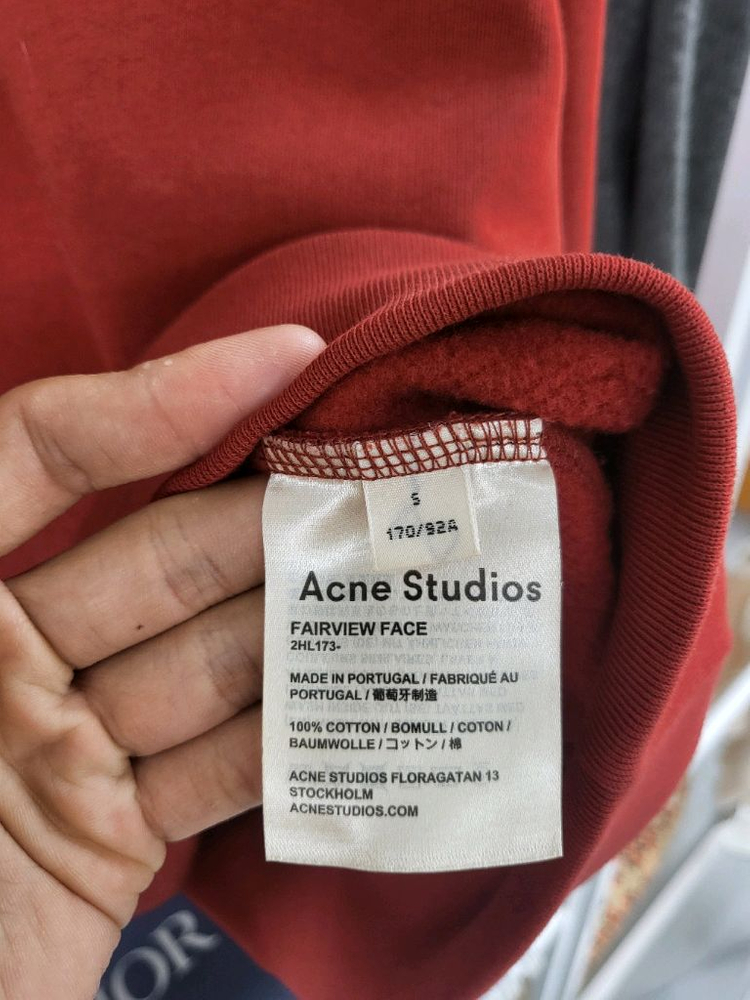 S
170/92A
Acne Studios
FAIRVIEW FACE
2HL173-
MADE IN PORTUGAL / FABRIQUÉ AU
PORTUGAL / 葡萄牙制造
100% COTTON / BOMULL / COTON /
BAUMWOLLE / コットン / 棉
ACNE STUDIOS FLORAGATAN 13
STOCKHOLM
ACNESTUDIOS.COM
IOR